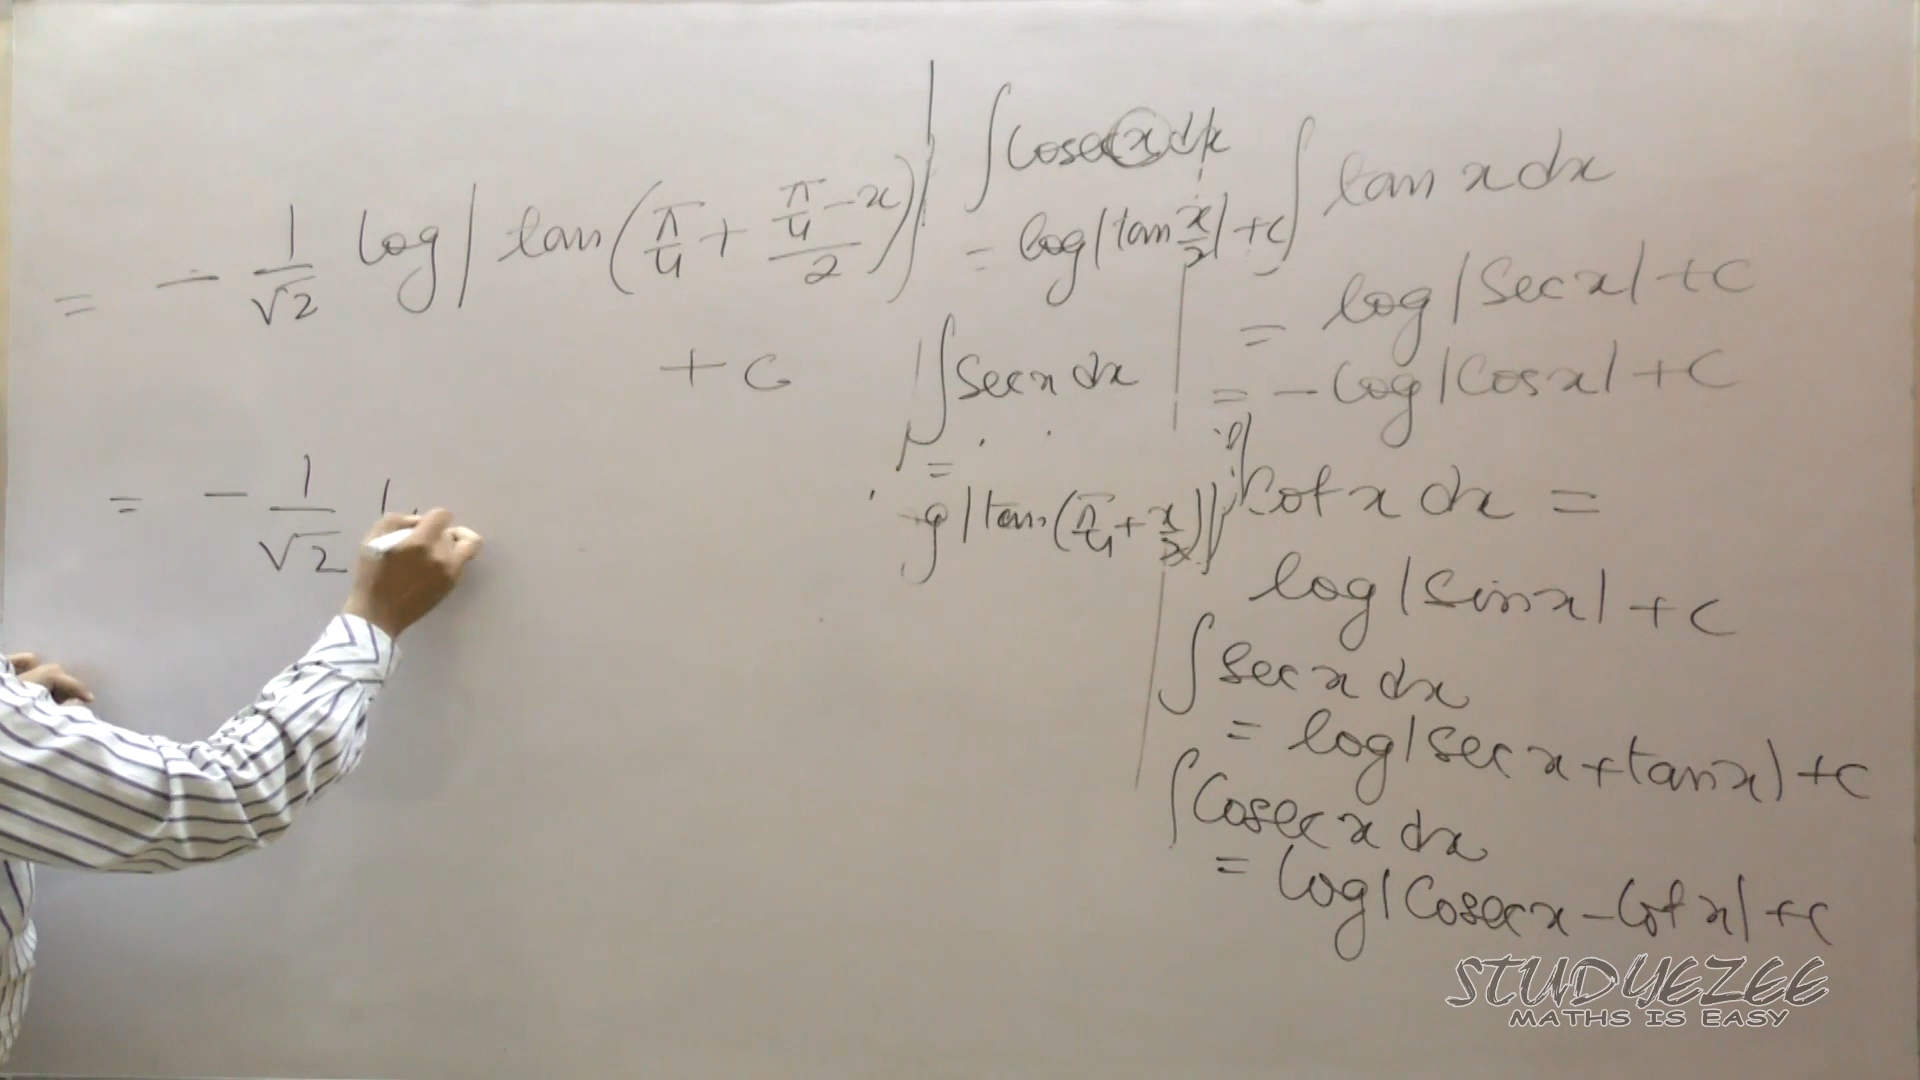 = - 1/√2 log | tan (π/4 + (π/4 - x)/2) |
+ c
= - 1/√2
∫ Cosec x dx
= log |tan x/2| + c
∫ Sec x dx
=
g |tan (π/4 + x/2)|
∫ tan x dx
= log |Sec x| + c
= - log |Cos x| + c
Cot x dx =
log |Sin x| + c
∫ Sec x dx
= log |Sec x + tan x) + c
∫ Cosec x dx
= log |Cosec x - Cot x| + c
STUDYEZEE
MATHS IS EASY